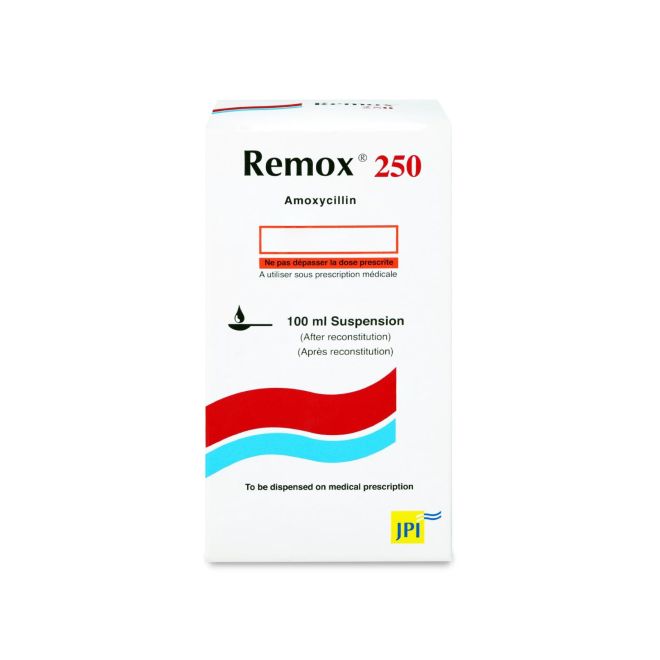 Remox
Remox® 250
Amoxycillin
Ne pas dépasser la dose prescrite
A utiliser sous prescription médicale
100 ml Suspension
(After reconstitution)
(Après reconstitution)
To be dispensed on medical prescription
JPI